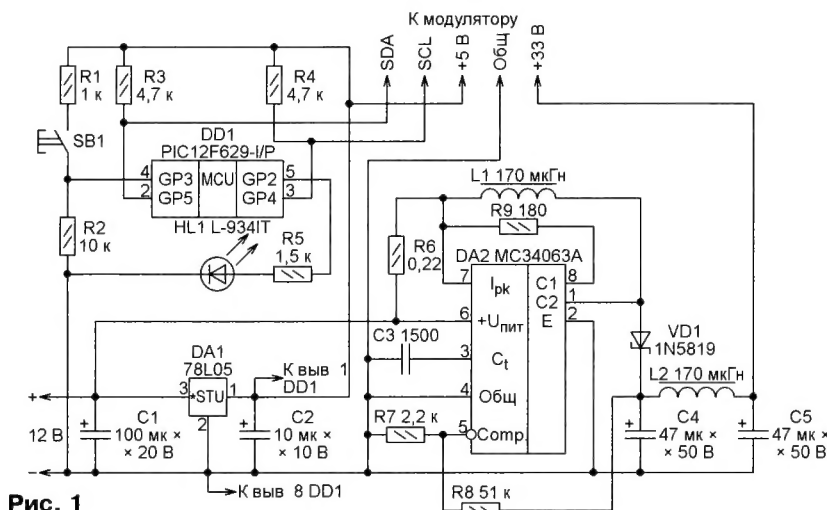 К модулятору
SDA
SCL
+5 В
Общ
+33 В
R1
1 к
R3
4,7 к
R4
4,7 к
SB1
DD1
PIC12F629-I/P
4
2
GP3
GP5
MCU
GP2
GP4
5
3
HL1 L-934IT
R2
10 к
R5
1,5 к
L1 170 мкГн
R9 180
R6
0,22
DA2 MC34063A
7
Ipk
C1
8
C2
1
E
2
6
+Uпит
C3 1500
3
Ct
4
Общ
R7 2,2 к
5
Comp.
VD1
1N5819
L2 170 мкГн
DA1
78L05
3
*STU
1
2
К выв 1
DD1
+
12 В
−
+
C1
100 мк ×
× 20 В
+
C2
10 мк ×
× 10 В
+
C4
47 мк ×
× 50 В
+
C5
47 мк ×
× 50 В
R8 51 к
К выв 8 DD1
Рис. 1